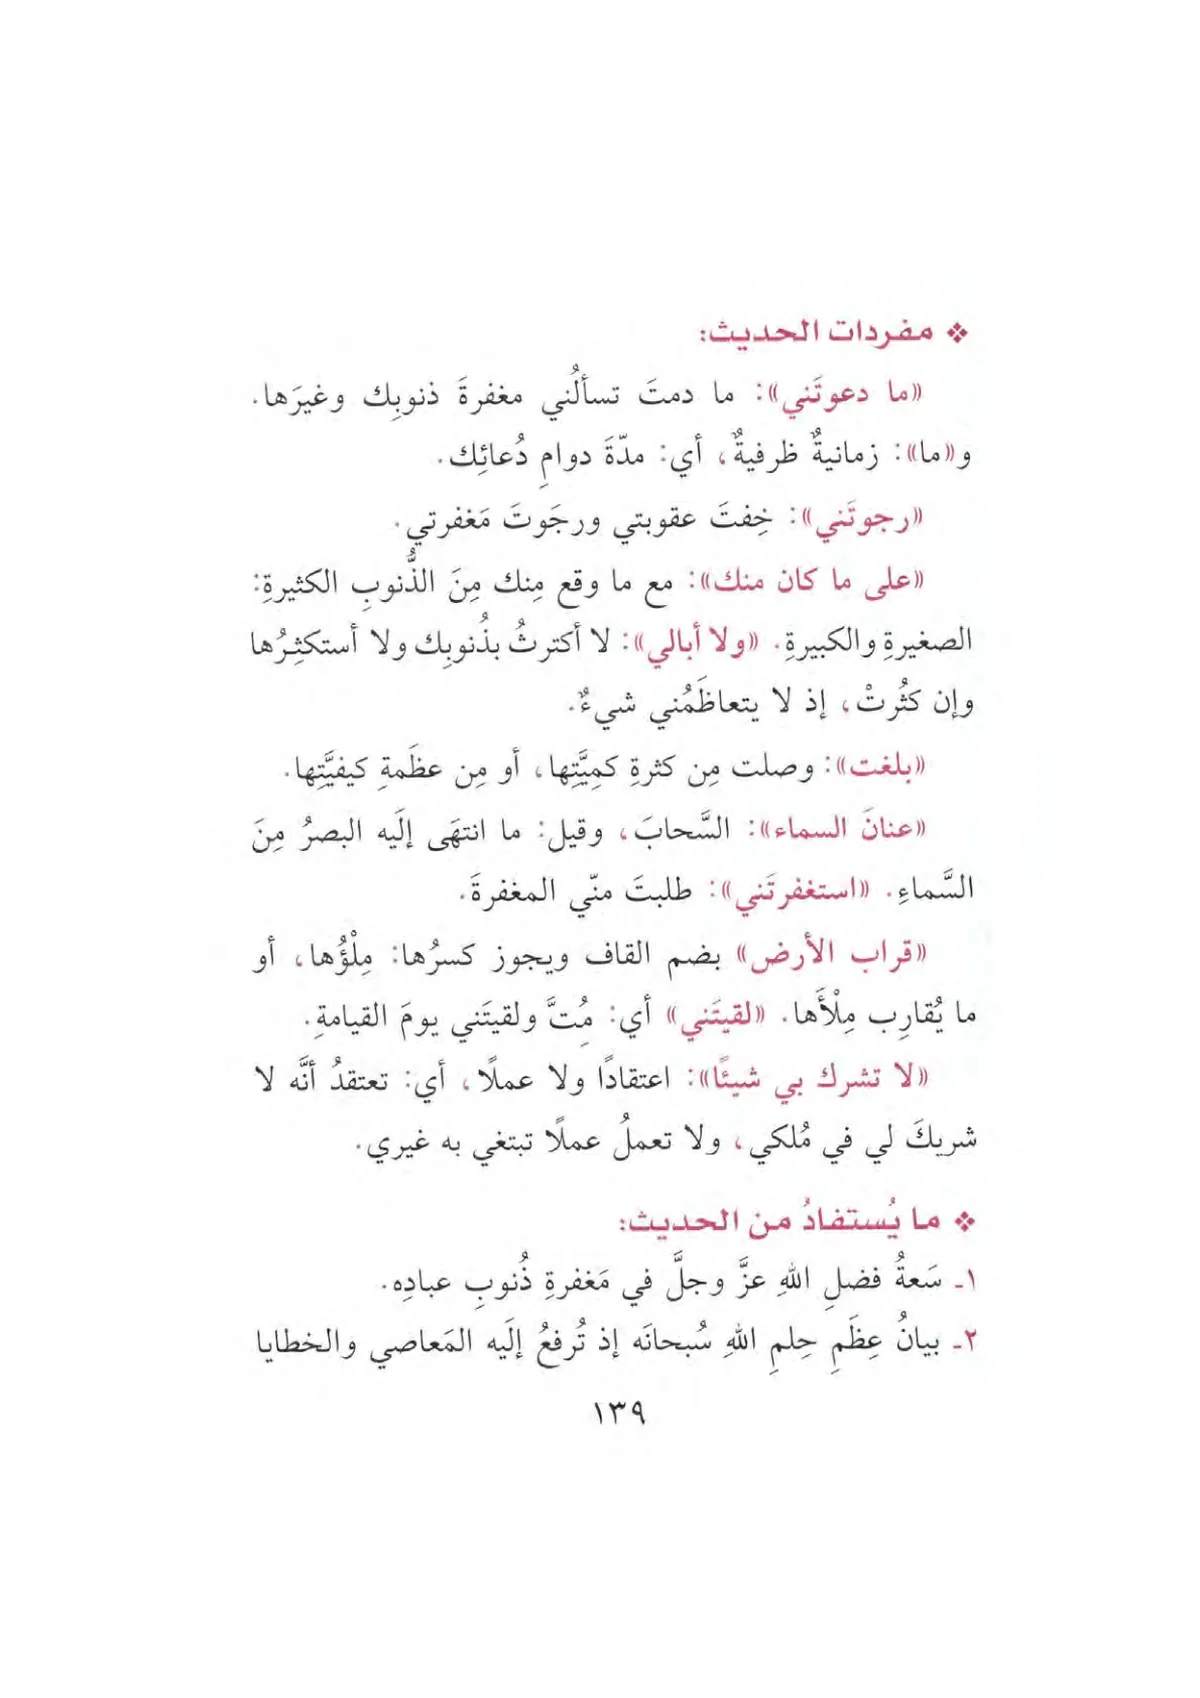 ❖ مفردات الحديث:
«ما دعوتَني»: ما دمتَ تسألُني مغفرةَ ذنوبِك وغيرَها.
و«ما»: زمانيةٌ ظرفيةٌ، أي: مدّةَ دوامِ دُعائِك.
«رجوتَني»: خِفتَ عقوبتي ورجَوتَ مَغفرتي.
«على ما كان منك»: مع ما وقع مِنك مِنَ الذُّنوبِ الكثيرةِ:
الصغيرةِ والكبيرةِ. «ولا أبالي»: لا أكترثُ بذُنوبِك ولا أستكثِرُها
وإن كثُرتْ، إذ لا يتعاظَمُني شيءٌ.
«بلغت»: وصلت مِن كثرةِ كمِيَّتِها، أو مِن عظَمةِ كيفيَّتِها.
«عنانَ السماء»: السَّحابَ، وقيل: ما انتهَى إلَيه البصرُ مِنَ
السَّماءِ. «استغفرتَني»: طلبتَ منّي المغفرةَ.
«قراب الأرض» بضم القاف ويجوز كسرُها: مِلْؤُها، أو
ما يُقارِب مِلْأَها. «لقيتَني» أي: مُتَّ ولقيتَني يومَ القيامةِ.
«لا تشرك بي شيئًا»: اعتقادًا ولا عملًا، أي: تعتقدُ أنَّه لا
شريكَ لي في مُلكي، ولا تعملُ عملًا تبتغي به غيري.
❖ ما يُستفادُ من الحديث:
١ـ سَعةُ فضلِ اللهِ عزَّ وجلَّ في مَغفرةِ ذُنوبِ عبادِه.
٢ـ بيانُ عِظَمِ حِلمِ اللهِ سُبحانَه إذ تُرفعُ إلَيه المَعاصي والخطايا
١٣٩